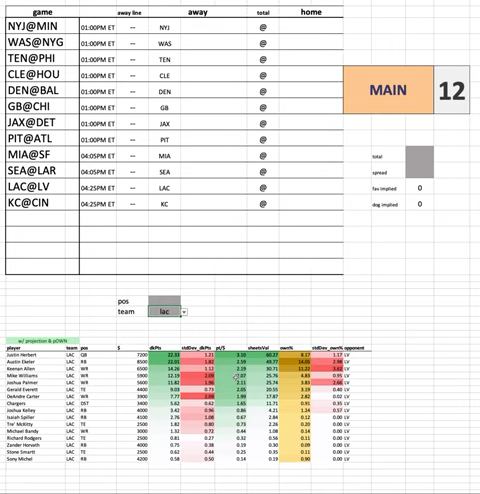 game away line away total home
NYJ@MIN 01:00PM ET -- NYJ @
WAS@NYG 01:00PM ET -- WAS @
TEN@PHI 01:00PM ET -- TEN @
CLE@HOU 01:00PM ET -- CLE @
DEN@BAL 01:00PM ET -- DEN @
GB@CHI 01:00PM ET -- GB @
JAX@DET 01:00PM ET -- JAX @
PIT@ATL 01:00PM ET -- PIT @
MIA@SF 04:05PM ET -- MIA @
SEA@LAR 04:05PM ET -- SEA @
LAC@LV 04:25PM ET -- LAC @
KC@CIN 04:25PM ET -- KC @
MAIN 12
total
spread
fav implied 0
dog implied 0
pos
team lac
w/ projection & pOWN
player team pos $ dkPts stdDev_dkPts pt/$ sheetsVal own% stdDev_own% opponent
Justin Herbert LAC QB 7200 22.33 1.21 3.10 60.27 8.17 1.17 LV
Austin Ekeler LAC RB 8500 22.01 1.82 2.59 49.77 14.05 2.98 LV
Keenan Allen LAC WR 6500 14.26 1.12 2.19 30.71 11.22 3.62 LV
Mike Williams LAC WR 5900 12.19 2.09 2.07 25.76 4.83 0.95 LV
Joshua Palmer LAC WR 5600 11.82 1.96 2.11 25.74 3.85 2.66 LV
Gerald Everett LAC TE 4400 9.03 0.73 2.05 20.55 3.19 0.40 LV
DeAndre Carter LAC WR 3900 7.77 2.09 1.99 17.87 2.82 0.02 LV
Chargers LAC DST 3400 5.62 0.62 1.65 11.71 0.91 0.35 LV
Joshua Kelley LAC RB 4000 3.42 0.96 0.86 4.21 1.24 0.57 LV
Isaiah Spiller LAC RB 4100 2.76 1.08 0.67 2.84 0.12 0.00 LV
Tre' McKitty LAC TE 2500 1.82 0.80 0.73 2.26 0.20 0.00 LV
Michael Bandy LAC WR 3000 1.32 0.72 0.44 1.08 0.11 0.00 LV
Richard Rodgers LAC TE 2500 0.81 0.27 0.32 0.56 0.11 0.00 LV
Zander Horvath LAC RB 4000 0.75 0.38 0.19 0.30 0.09 0.00 LV
Stone Smartt LAC TE 2500 0.62 0.44 0.25 0.35 0.11 0.00 LV
Sony Michel LAC RB 4200 0.58 0.50 0.14 0.19 0.90 0.00 LV